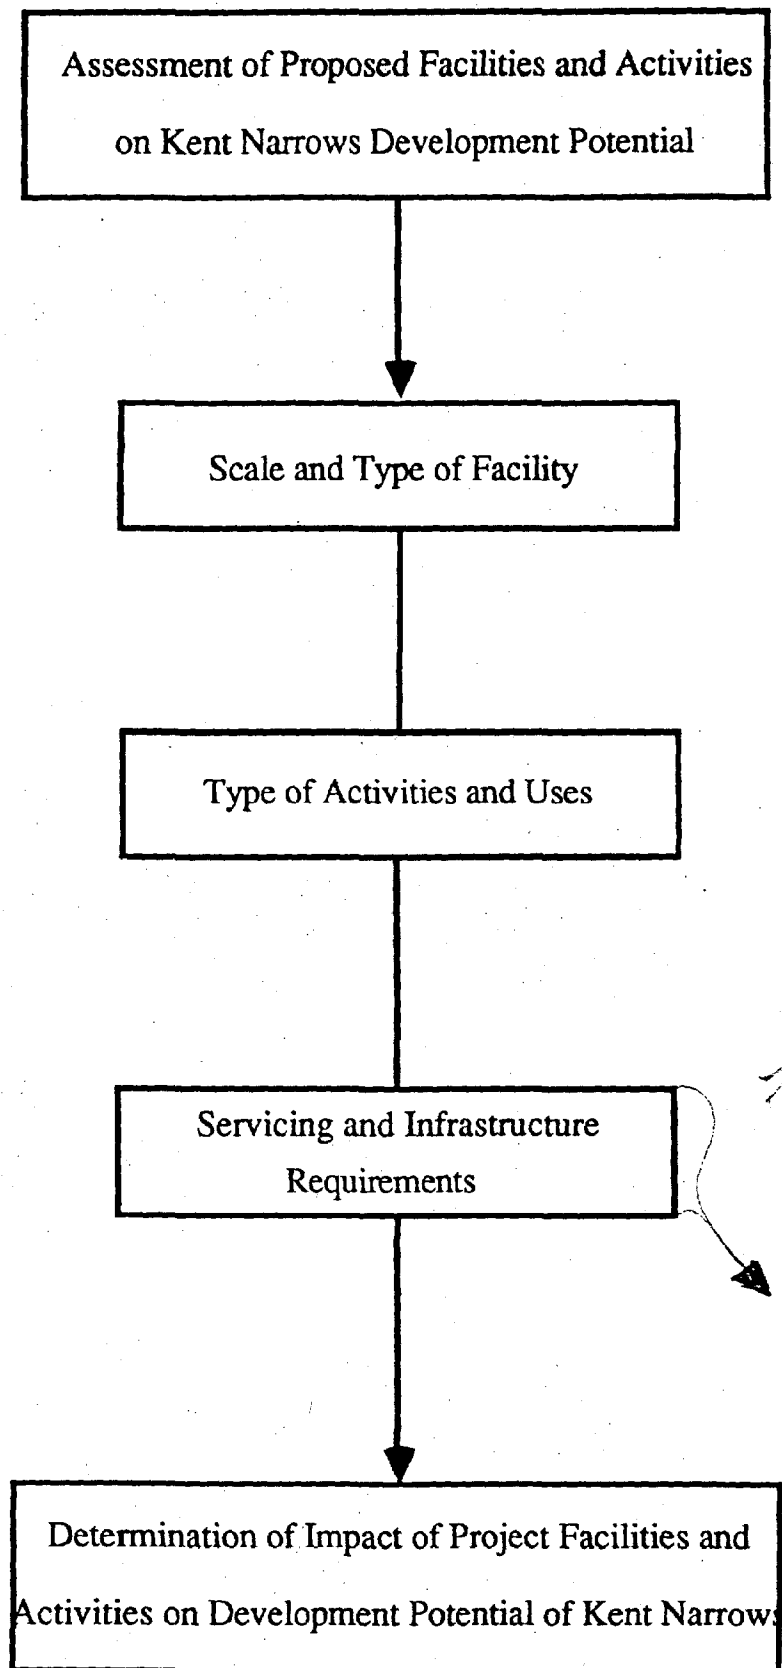 Assessment of Proposed Facilities and Activities
on Kent Narrows Development Potential
Scale and Type of Facility
Type of Activities and Uses
Servicing and Infrastructure
Requirements
Determination of Impact of Project Facilities and
Activities on Development Potential of Kent Narrows